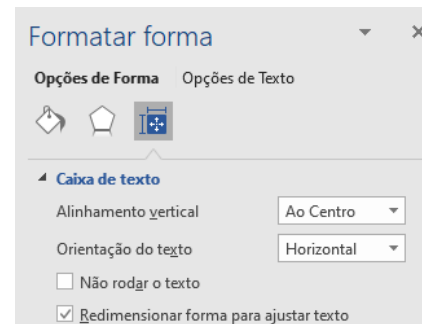 Formatar forma
Opções de Forma Opções de Texto
Caixa de texto
Alinhamento vertical Ao Centro
Orientação do texto Horizontal
Não rodar o texto
Redimensionar forma para ajustar texto